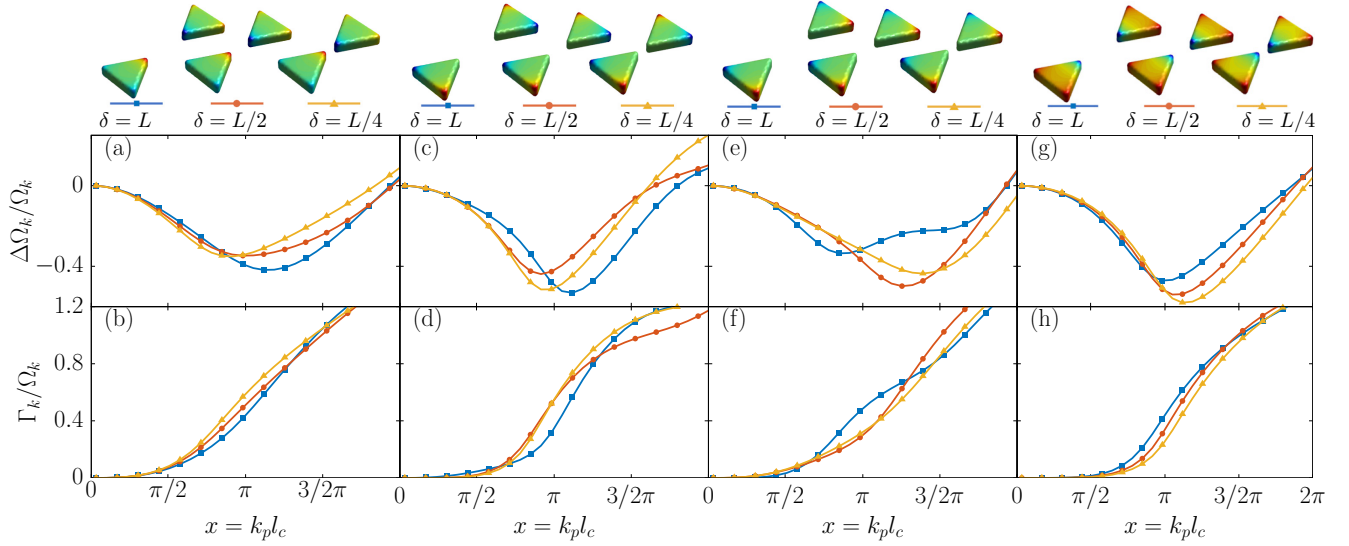 δ = L δ = L/2 δ = L/4 δ = L δ = L/2 δ = L/4 δ = L δ = L/2 δ = L/4 δ = L δ = L/2 δ = L/4
(a) (c) (e) (g)
0
ΔΩ_k/Ω_k
−0.4
1.2
(b) (d) (f) (h)
0.8
Γ_k/Ω_k
0.4
0
0 π/2 π 3/2π 0 π/2 π 3/2π 0 π/2 π 3/2π 0 π/2 π 3/2π 2π
x = k_p l_c x = k_p l_c x = k_p l_c x = k_p l_c